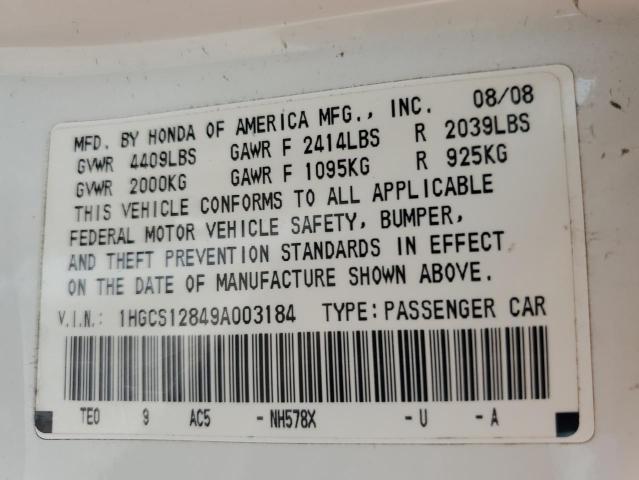 MFD. BY HONDA OF AMERICA MFG., INC. 08/08
GVWR 4409LBS GAWR F 2414LBS R 2039LBS
GVWR 2000KG GAWR F 1095KG R 925KG
THIS VEHICLE CONFORMS TO ALL APPLICABLE
FEDERAL MOTOR VEHICLE SAFETY, BUMPER,
AND THEFT PREVENTION STANDARDS IN EFFECT
ON THE DATE OF MANUFACTURE SHOWN ABOVE.
V.I.N.: 1HGCS12849A003184 TYPE:PASSENGER CAR
TE0 9 AC5 -NH578X -U -A